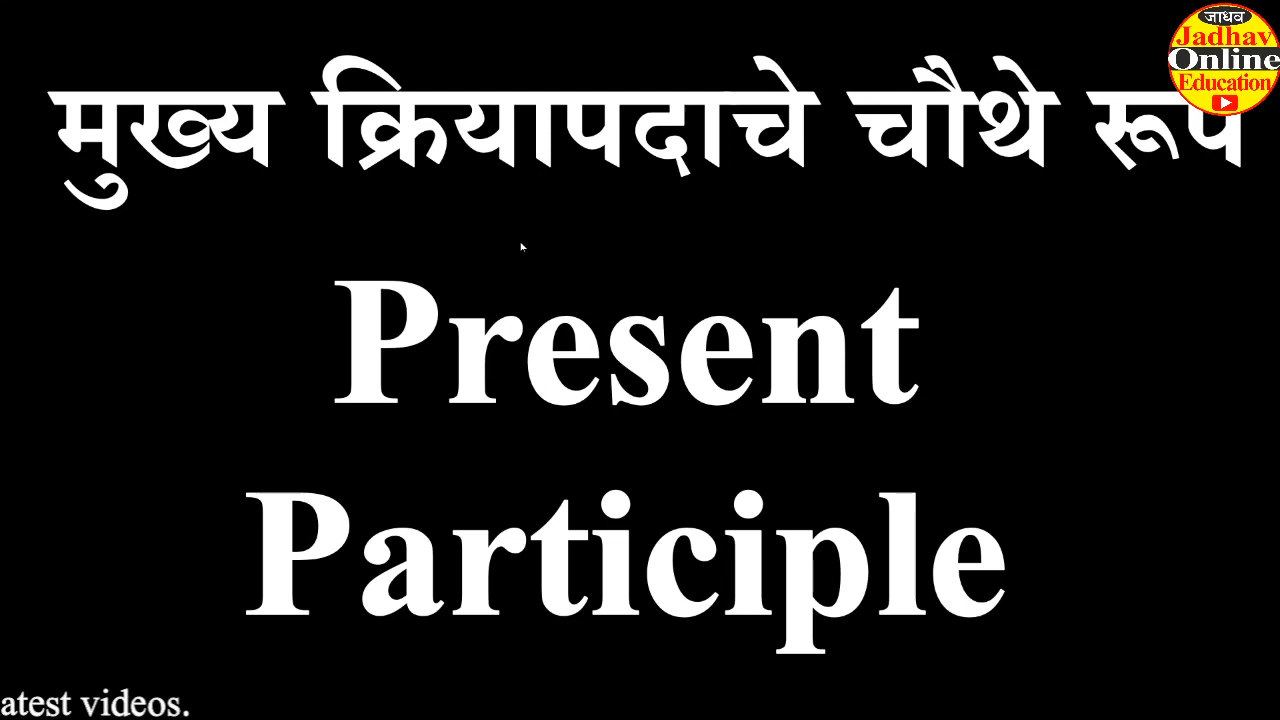 जाधव
Jadhav
Online
Education
मुख्य क्रियापदाचे चौथे रूप
Present
Participle
atest videos.